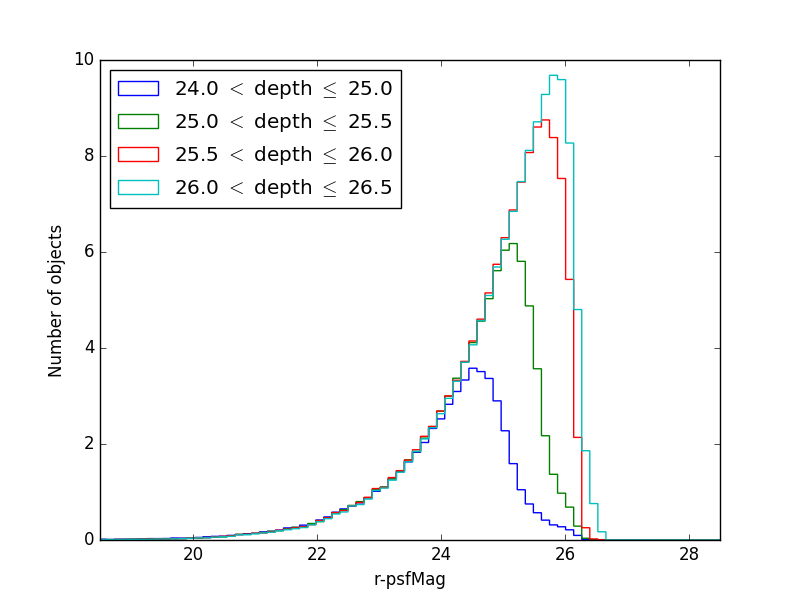 24.0 < depth ≤ 25.0
25.0 < depth ≤ 25.5
25.5 < depth ≤ 26.0
26.0 < depth ≤ 26.5
Number of objects
10
8
6
4
2
0
20 22 24 26 28
r-psfMag